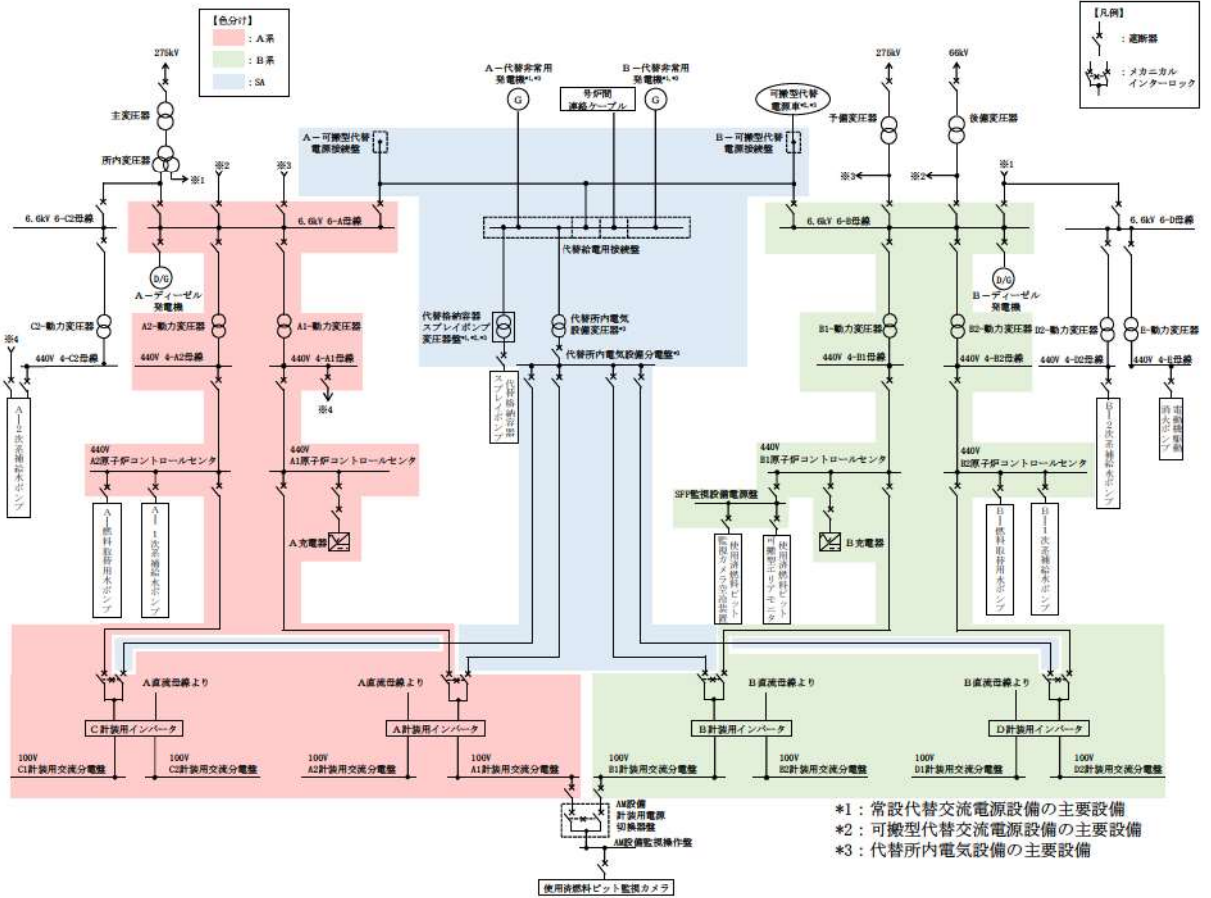 【色分け】
：A系
：B系
：SA
【凡例】
：遮断器
：メカニカル
インターロック
275kV
主変圧器
所内変圧器
※1
※2
※3
A－代替非常用
発電機*1,*3
G
号炉間
連絡ケーブル
B－代替非常用
発電機*1,*3
G
可搬型代替
電源車*2,*3
275kV
66kV
予備変圧器
後備変圧器
※3
※2
※1
A－可搬型代替
電源接続盤
B－可搬型代替
電源接続盤
6.6kV 6-C2母線
6.6kV 6-A母線
代替給電用接続盤
6.6kV 6-B母線
6.6kV 6-D母線
D/G
A－ディーゼル
発電機
D/G
B－ディーゼル
発電機
C2-動力変圧器
A2-動力変圧器
A1-動力変圧器
代替格納容器
スプレイポンプ
変圧器盤*1,*2,*3
代替所内電気
設備変圧器*3
B1-動力変圧器
B2-動力変圧器
D2-動力変圧器
E-動力変圧器
※4
440V 4-C2母線
440V 4-A2母線
440V 4-A1母線
※4
代替所内電気設備分電盤*3
440V 4-B1母線
440V 4-B2母線
440V 4-D2母線
440V 4-E母線
A－2次系補給水ポンプ
代替格納容器
スプレイポンプ
B－2次系補給水ポンプ
電動機駆動
消火ポンプ
440V
A2原子炉コントロールセンタ
440V
A1原子炉コントロールセンタ
440V
B1原子炉コントロールセンタ
440V
B2原子炉コントロールセンタ
SFP監視設備電源盤
A－燃料取替用水ポンプ
A－1次系補給水ポンプ
A充電器
使用済燃料ピット
監視カメラ空冷装置
使用済燃料ピット
可搬型エリアモニタ
B充電器
B－燃料取替用水ポンプ
B－1次系補給水ポンプ
A直流母線より
A直流母線より
B直流母線より
B直流母線より
C計装用インバータ
A計装用インバータ
B計装用インバータ
D計装用インバータ
100V
C1計装用交流分電盤
100V
C2計装用交流分電盤
100V
A2計装用交流分電盤
100V
A1計装用交流分電盤
100V
B1計装用交流分電盤
100V
B2計装用交流分電盤
100V
D1計装用交流分電盤
100V
D2計装用交流分電盤
AM設備
計装用電源
切換器盤
AM設備監視操作盤
使用済燃料ピット監視カメラ
*1：常設代替交流電源設備の主要設備
*2：可搬型代替交流電源設備の主要設備
*3：代替所内電気設備の主要設備